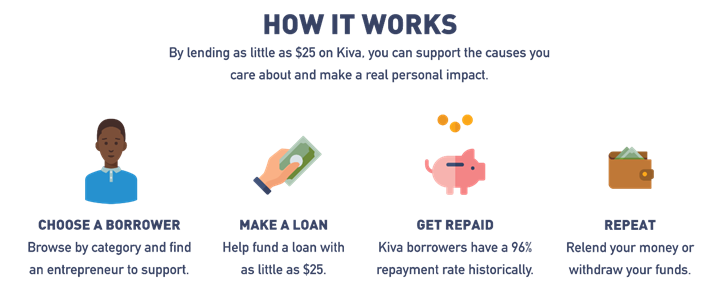 HOW IT WORKS
By lending as little as $25 on Kiva, you can support the causes you
care about and make a real personal impact.
CHOOSE A BORROWER
Browse by category and find
an entrepreneur to support.
MAKE A LOAN
Help fund a loan with
as little as $25.
GET REPAID
Kiva borrowers have a 96%
repayment rate historically.
REPEAT
Relend your money or
withdraw your funds.